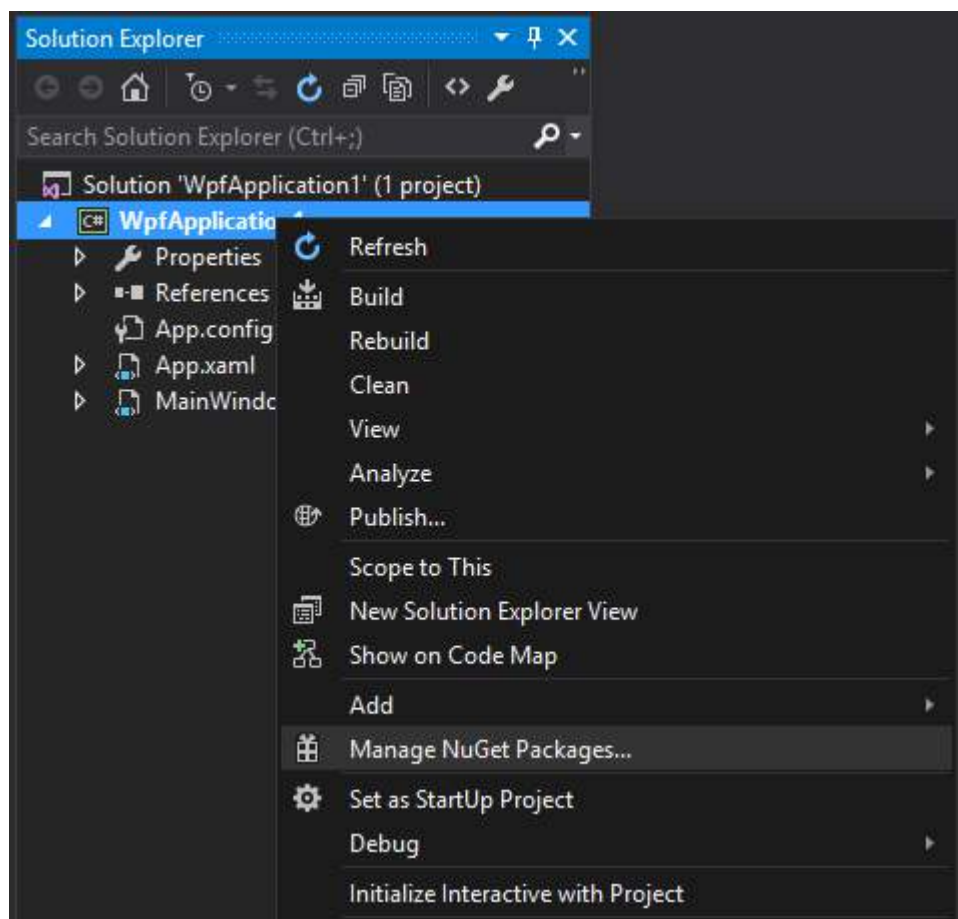 Solution Explorer
Search Solution Explorer (Ctrl+;)
Solution 'WpfApplication1' (1 project)
C# WpfApplicatio
Properties
References
App.config
App.xaml
MainWindo
Refresh
Build
Rebuild
Clean
View
Analyze
Publish...
Scope to This
New Solution Explorer View
Show on Code Map
Add
Manage NuGet Packages...
Set as StartUp Project
Debug
Initialize Interactive with Project